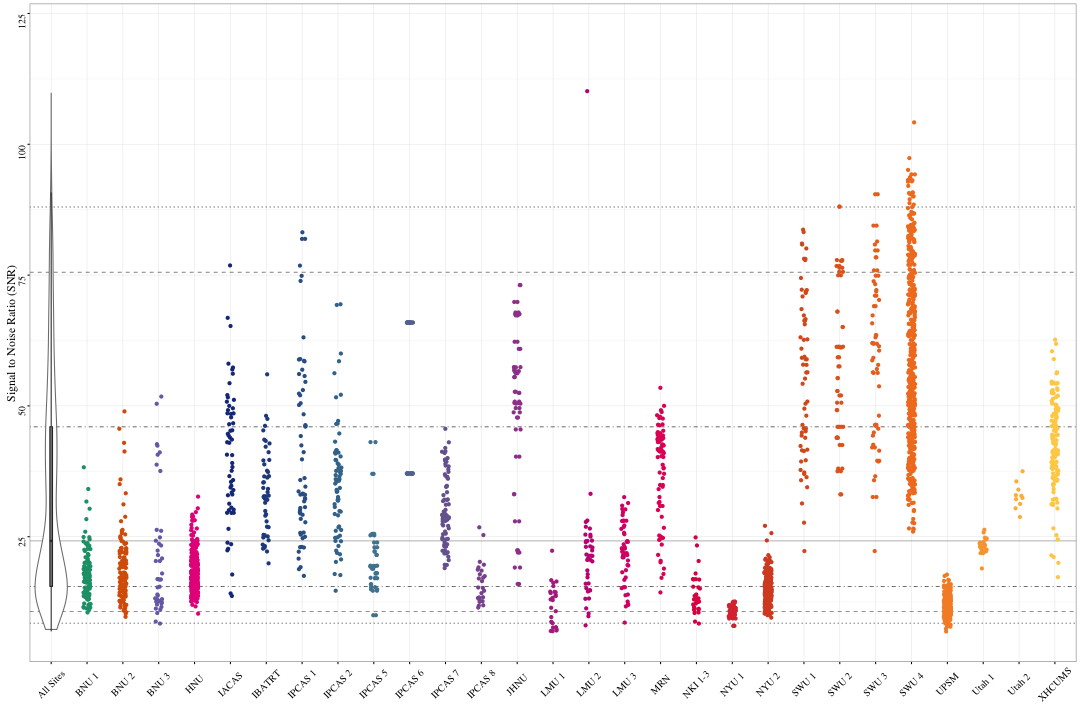 125
100
75
50
25
Signal to Noise Ratio (SNR)
All Sites
BNU 1
BNU 2
BNU 3
HNU
IACAS
IBATRT
IPCAS 1
IPCAS 2
IPCAS 5
IPCAS 6
IPCAS 7
IPCAS 8
JHNU
LMU 1
LMU 2
LMU 3
MRN
NKI 1-3
NYU 1
NYU 2
SWU 1
SWU 2
SWU 3
SWU 4
UPSM
Utah 1
Utah 2
XHCUMS